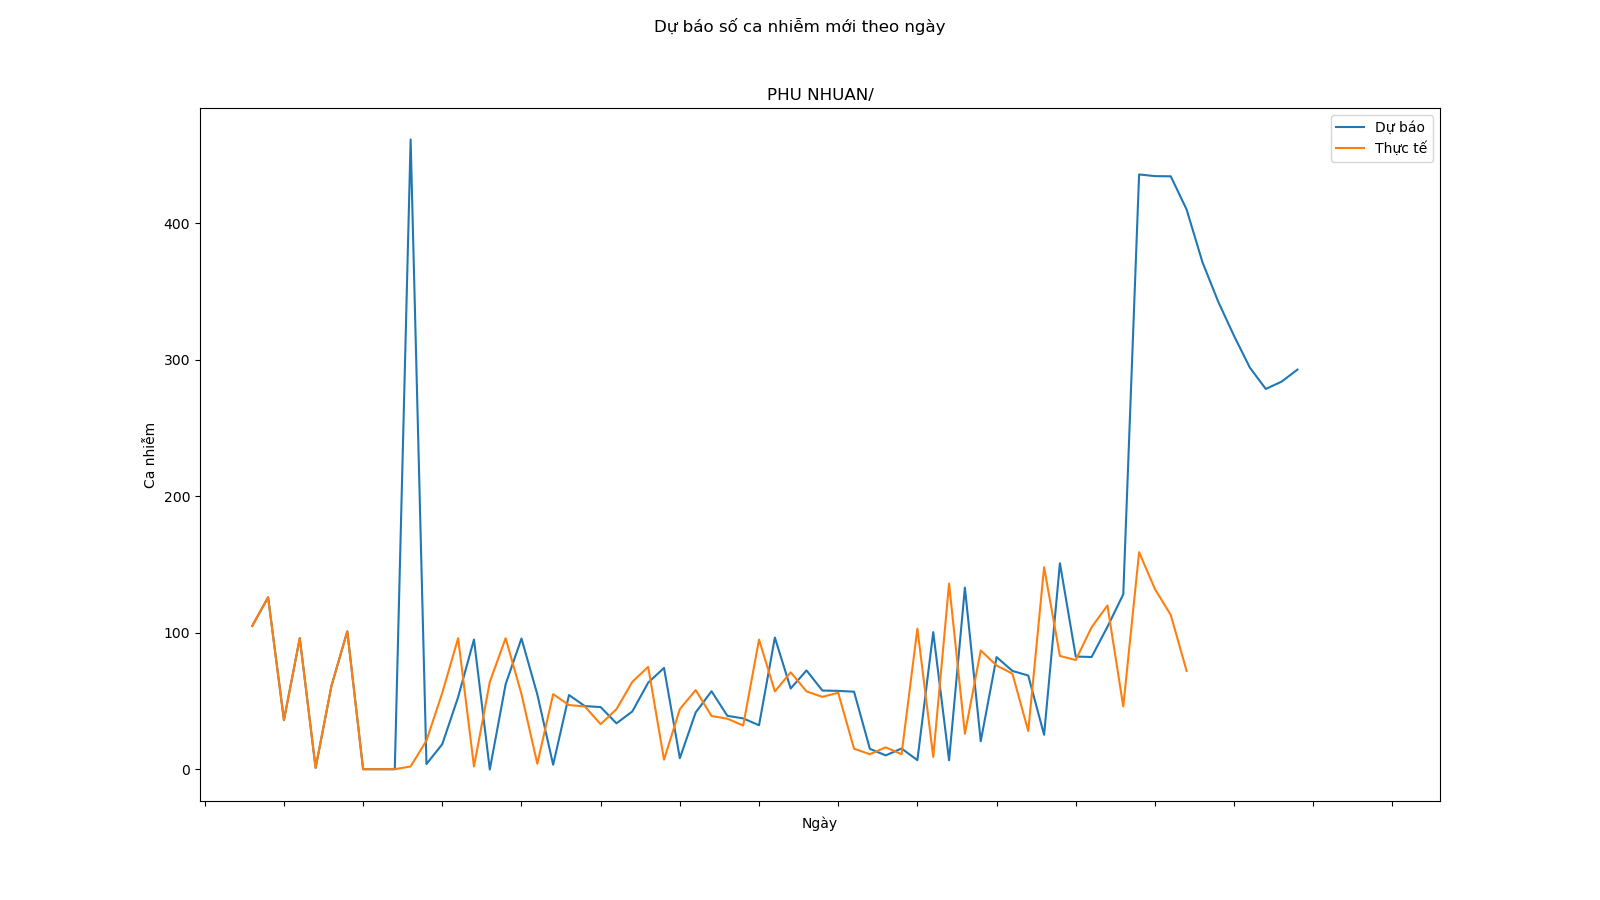 Dự báo số ca nhiễm mới theo ngày
PHU NHUAN/
Dự báo
Thực tế
400
300
200
100
0
Ca nhiễm
Ngày